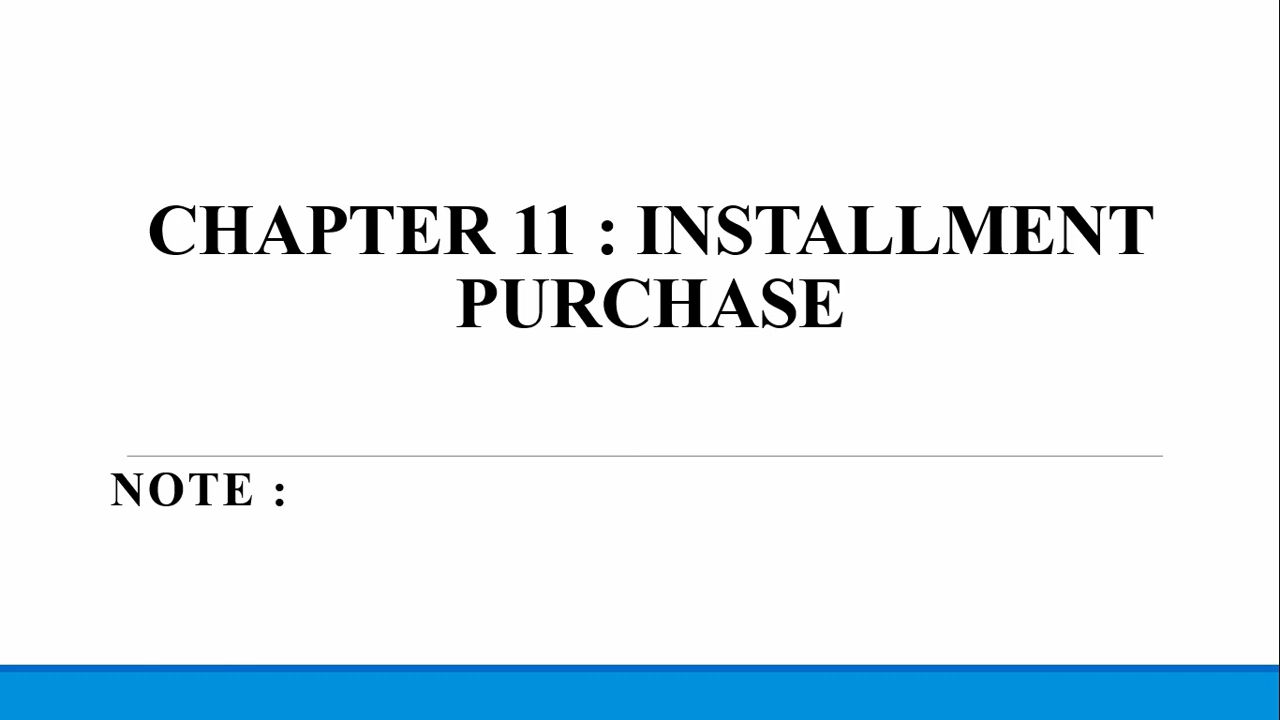 CHAPTER 11 : INSTALLMENT
PURCHASE
NOTE :